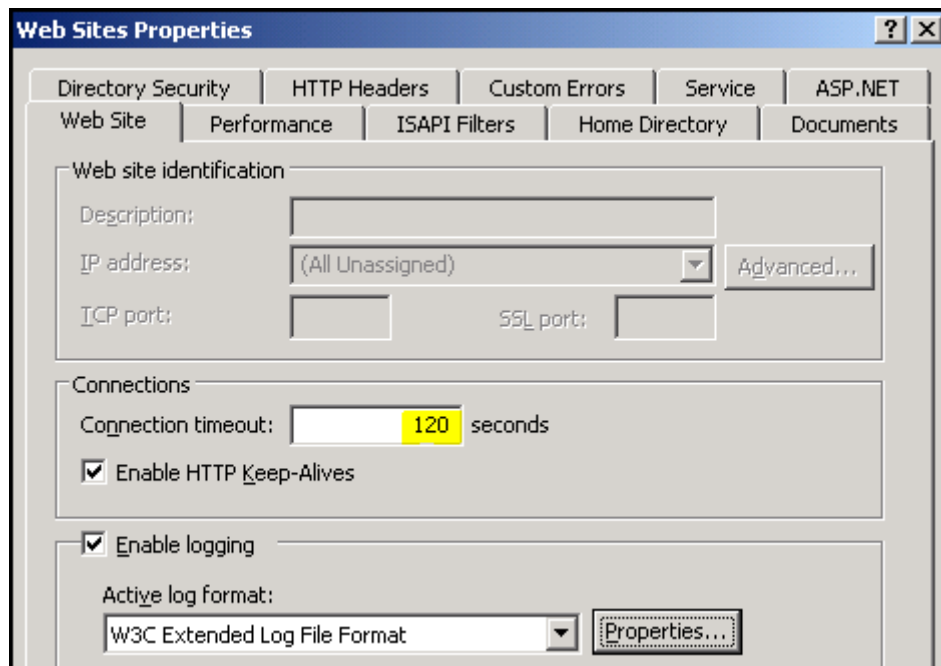 Web Sites Properties
Directory Security HTTP Headers Custom Errors Service ASP.NET
Web Site Performance ISAPI Filters Home Directory Documents
Web site identification
Description:
IP address: (All Unassigned) Advanced...
TCP port: SSL port:
Connections
Connection timeout: 120 seconds
Enable HTTP Keep-Alives
Enable logging
Active log format:
W3C Extended Log File Format Properties...